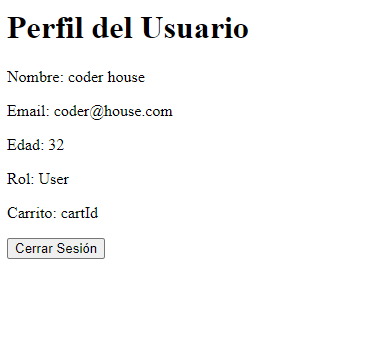 Perfil del Usuario
Nombre: coder house
Email: coder@house.com
Edad: 32
Rol: User
Carrito: cartId
Cerrar Sesión